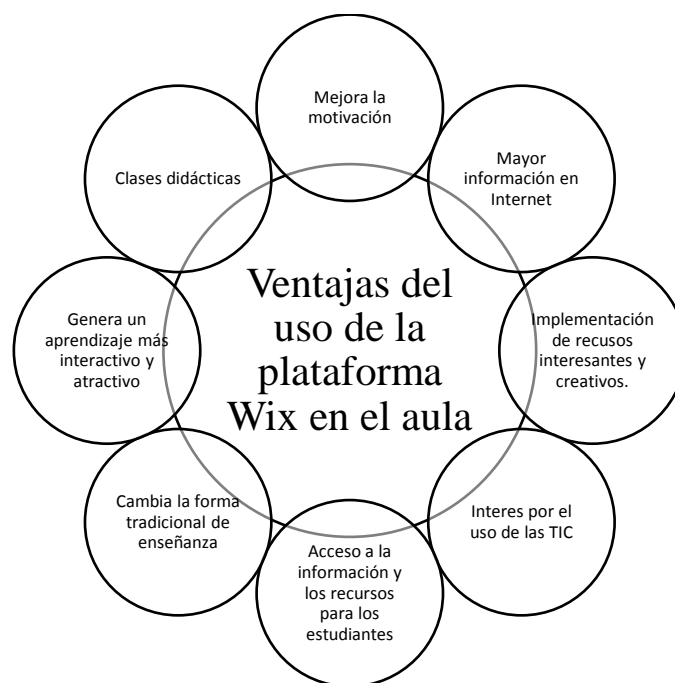 Mejora la
motivación
Mayor
información en
Internet
Implementación
de recusos
interesantes y
creativos.
Interes por el
uso de las TIC
Acceso a la
información y
los recursos
para los
estudiantes
Cambia la forma
tradicional de
enseñanza
Genera un
aprendizaje más
interactivo y
atractivo
Clases didácticas
Ventajas del
uso de la
plataforma
Wix en el aula